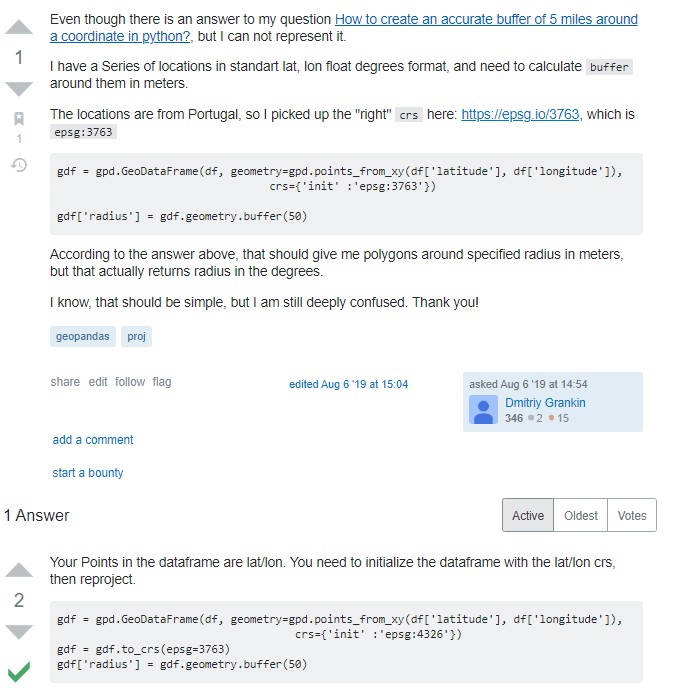 Even though there is an answer to my question How to create an accurate buffer of 5 miles around
a coordinate in python?, but I can not represent it.
1
I have a Series of locations in standart lat, lon float degrees format, and need to calculate buffer
around them in meters.
The locations are from Portugal, so I picked up the "right" crs here: https://epsg.io/3763, which is
1
epsg:3763
gdf = gpd.GeoDataFrame(df, geometry=gpd.points_from_xy(df['latitude'], df['longitude']),
crs={'init' :'epsg:3763'})
gdf['radius'] = gdf.geometry.buffer(50)
According to the answer above, that should give me polygons around specified radius in meters,
but that actually returns radius in the degrees.
I know, that should be simple, but I am still deeply confused. Thank you!
geopandas proj
share edit follow flag
edited Aug 6 '19 at 15:04
asked Aug 6 '19 at 14:54
Dmitriy Grankin
346 2 15
add a comment
start a bounty
1 Answer
Active Oldest Votes
Your Points in the dataframe are lat/lon. You need to initialize the dataframe with the lat/lon crs,
then reproject.
2
gdf = gpd.GeoDataFrame(df, geometry=gpd.points_from_xy(df['latitude'], df['longitude']),
crs={'init' :'epsg:4326'})
gdf = gdf.to_crs(epsg=3763)
gdf['radius'] = gdf.geometry.buffer(50)